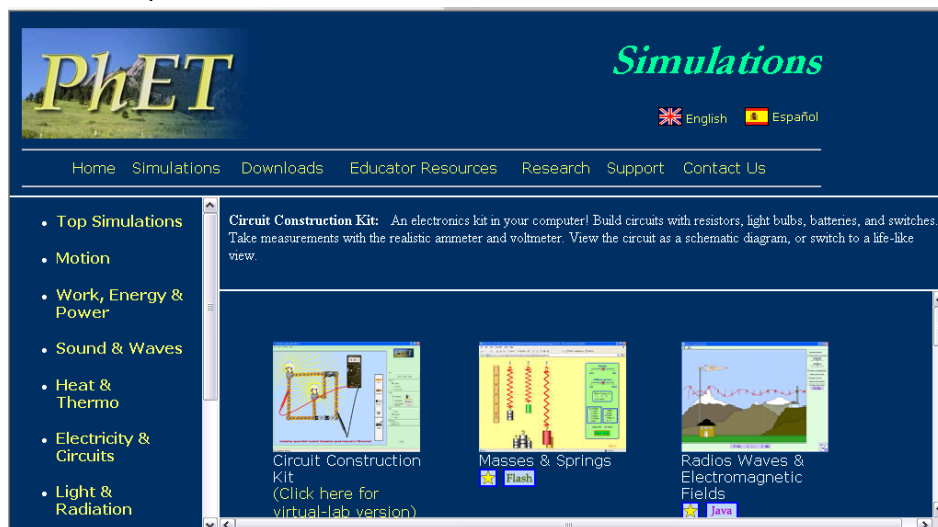 PhET
Simulations
English Español
Home Simulations Downloads Educator Resources Research Support Contact Us
• Top Simulations
• Motion
• Work, Energy &
Power
• Sound & Waves
• Heat &
Thermo
• Electricity &
Circuits
• Light &
Radiation
Circuit Construction Kit: An electronics kit in your computer! Build circuits with resistors, light bulbs, batteries, and switches.
Take measurements with the realistic ammeter and voltmeter. View the circuit as a schematic diagram, or switch to a life-like
view.
Circuit Construction
Kit
(Click here for
virtual-lab version)
Masses & Springs
Flash
Radios Waves &
Electromagnetic
Fields
Java